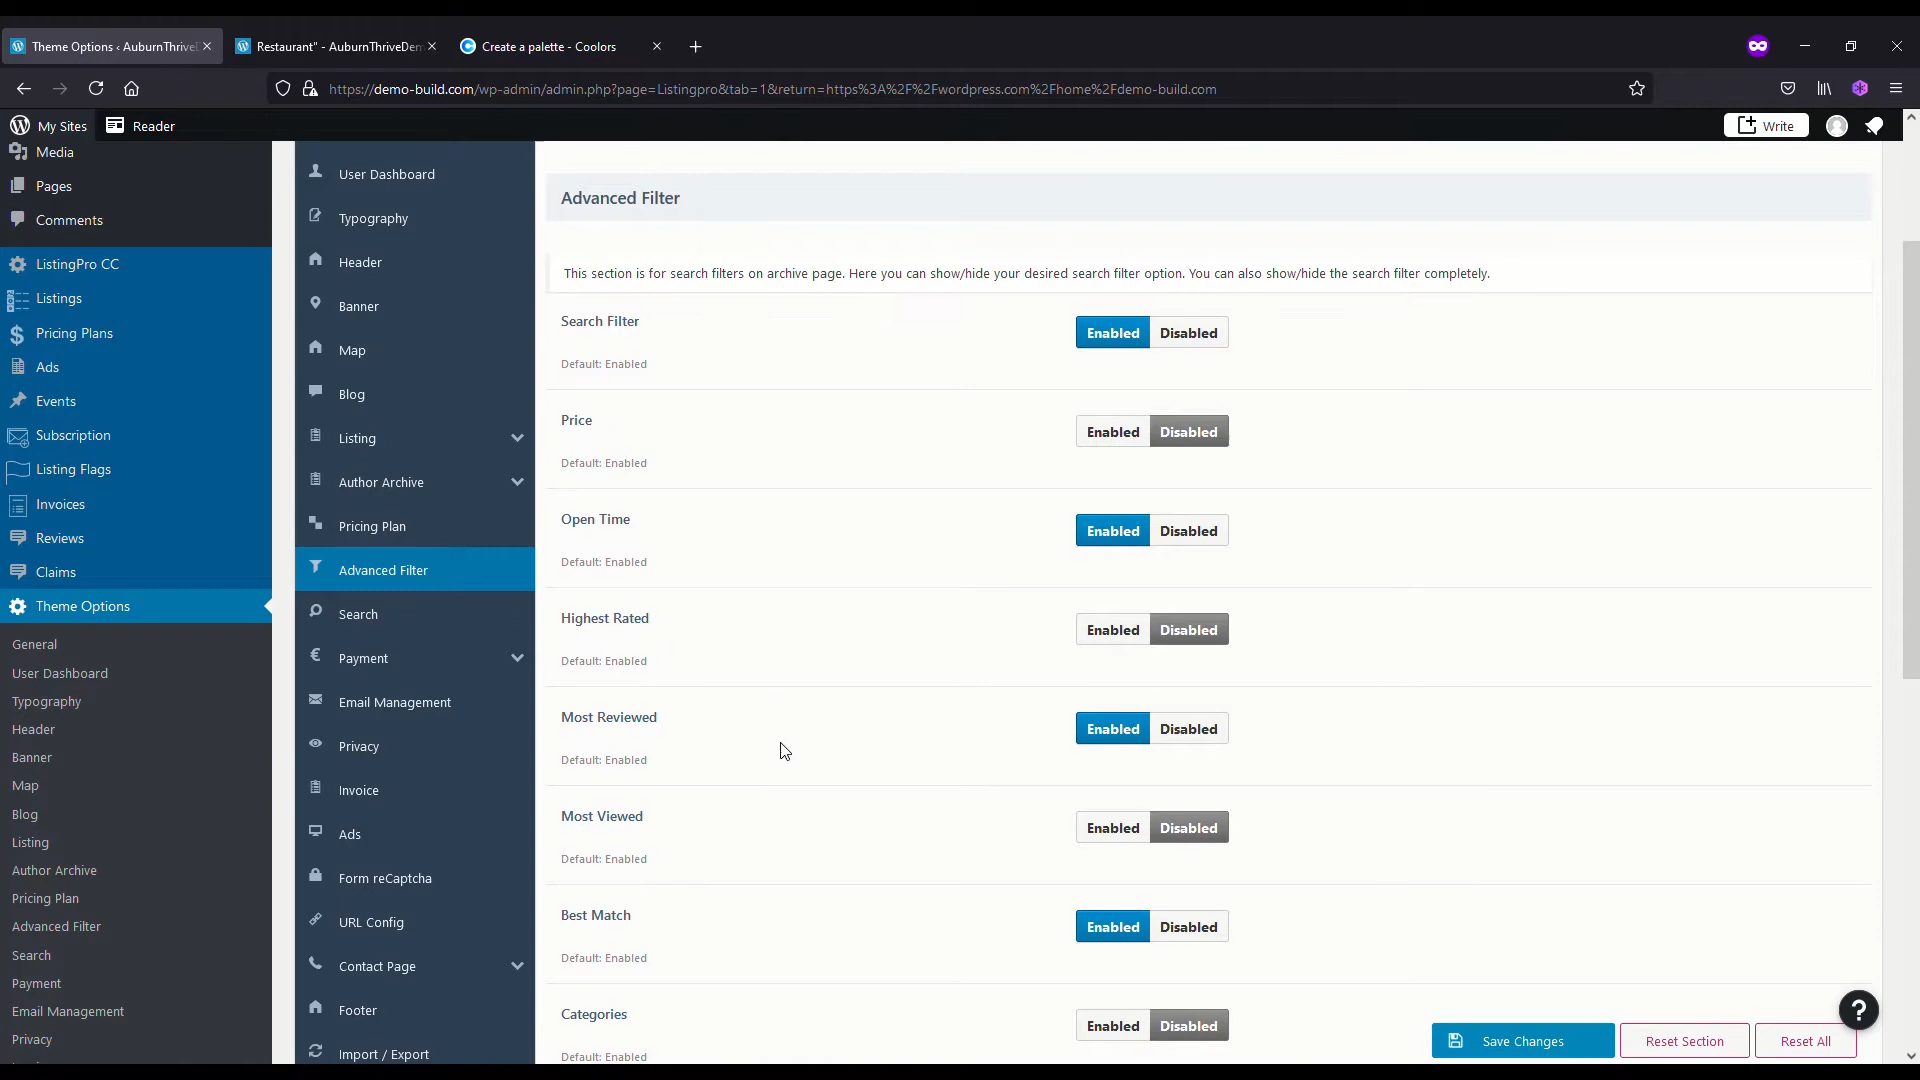 Theme Options ‹ AuburnThrive
Restaurant" - AuburnThriveDem
Create a palette - Coolors
https://demo-build.com/wp-admin/admin.php?page=Listingpro&tab=1&return=https%3A%2F%2Fwordpress.com%2Fhome%2Fdemo-build.com
My Sites
Reader
Write
Media
Pages
Comments
ListingPro CC
Listings
Pricing Plans
Ads
Events
Subscription
Listing Flags
Invoices
Reviews
Claims
Theme Options
General
User Dashboard
Typography
Header
Banner
Map
Blog
Listing
Author Archive
Pricing Plan
Advanced Filter
Search
Payment
Email Management
Privacy
User Dashboard
Typography
Header
Banner
Map
Blog
Listing
Author Archive
Pricing Plan
Advanced Filter
Search
Payment
Email Management
Privacy
Invoice
Ads
Form reCaptcha
URL Config
Contact Page
Footer
Import / Export
Advanced Filter
This section is for search filters on archive page. Here you can show/hide your desired search filter option. You can also show/hide the search filter completely.
Search Filter
Enabled Disabled
Default: Enabled
Price
Enabled Disabled
Default: Enabled
Open Time
Enabled Disabled
Default: Enabled
Highest Rated
Enabled Disabled
Default: Enabled
Most Reviewed
Enabled Disabled
Default: Enabled
Most Viewed
Enabled Disabled
Default: Enabled
Best Match
Enabled Disabled
Default: Enabled
Categories
Enabled Disabled
Default: Enabled
Save Changes
Reset Section
Reset All
?